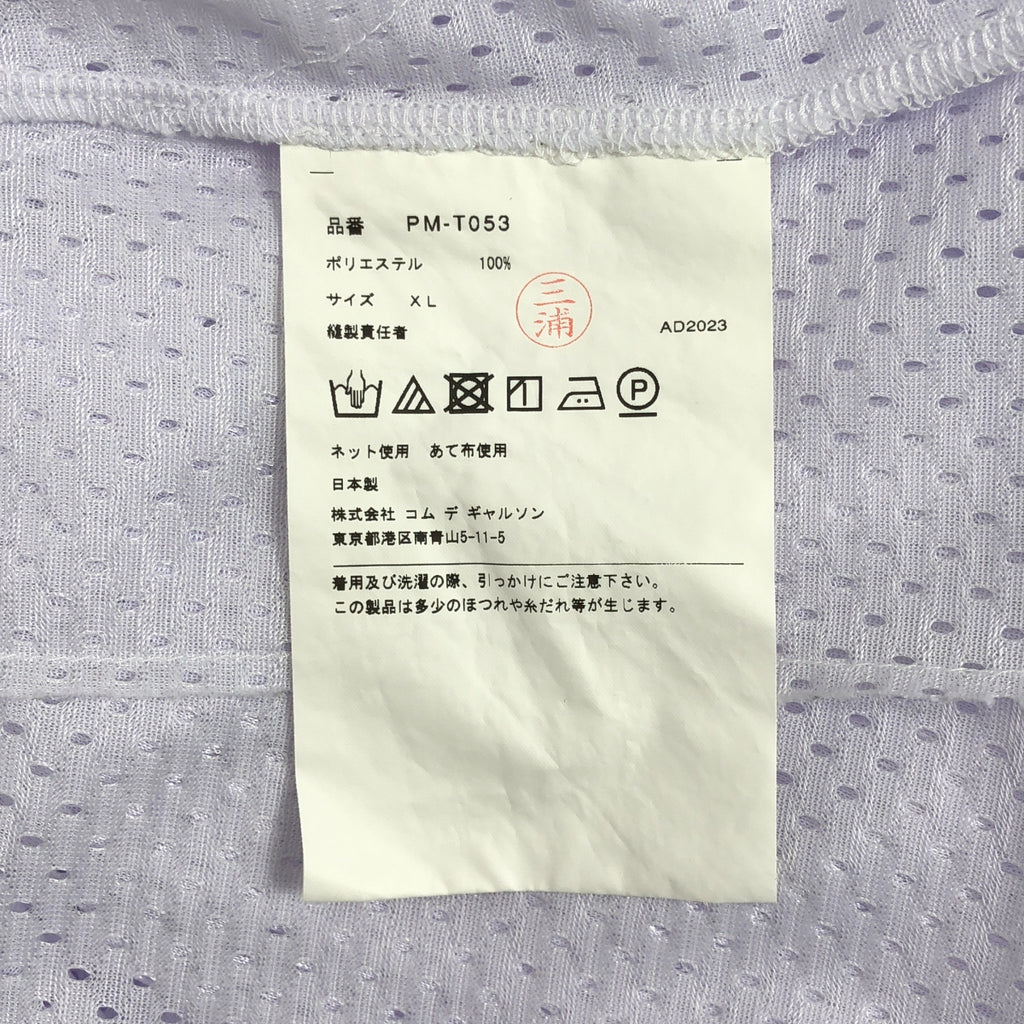 品番 PM-T053
ポリエステル 100%
サイズ XL
縫製責任者 三浦 AD2023
P
ネット使用 あて布使用
日本製
株式会社 コム デ ギャルソン
東京都港区南青山5-11-5
着用及び洗濯の際、引っかけにご注意下さい。
この製品は多少のほつれや糸だれ等が生じます。